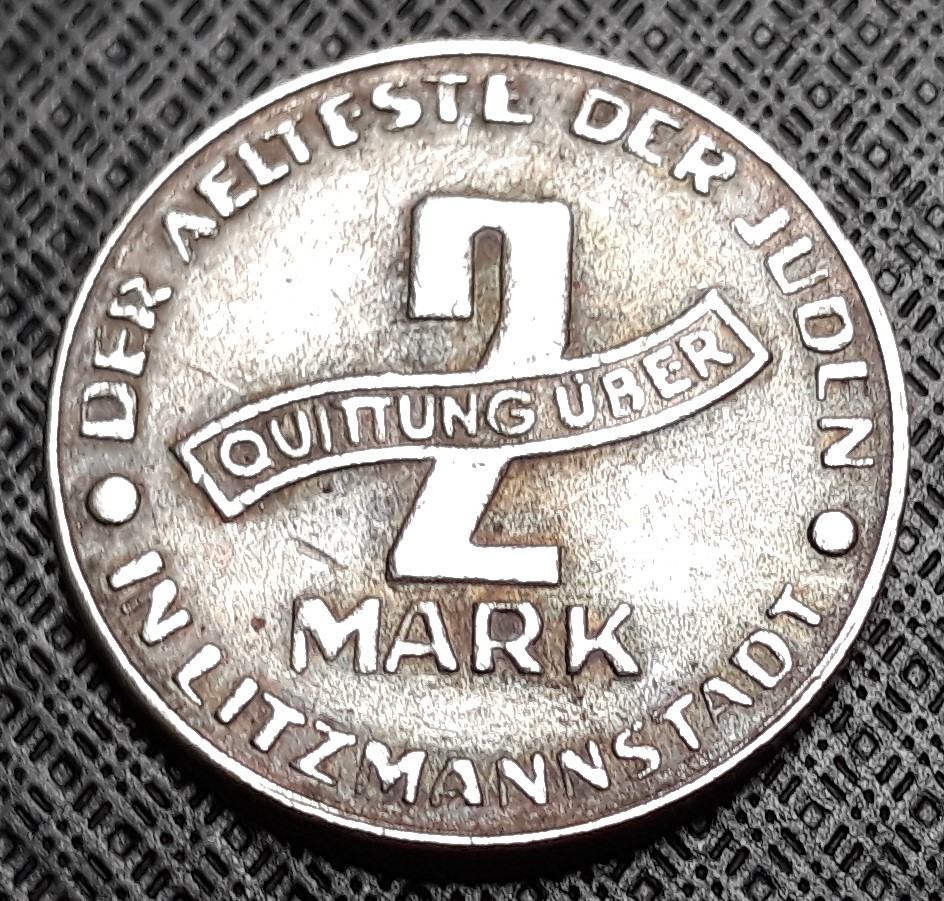 DER AELTESTE DER JUDEN
2
QUITTUNG ÜBER
MARK
IN LITZMANNSTADT